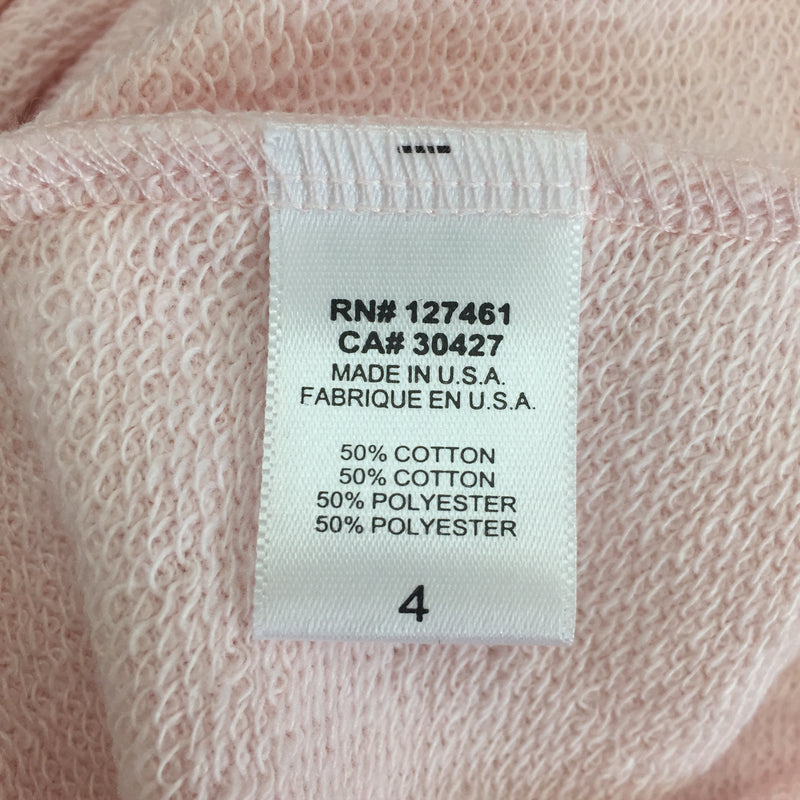 RN# 127461
CA# 30427
MADE IN U.S.A.
FABRIQUE EN U.S.A.
50% COTTON
50% COTTON
50% POLYESTER
50% POLYESTER
4